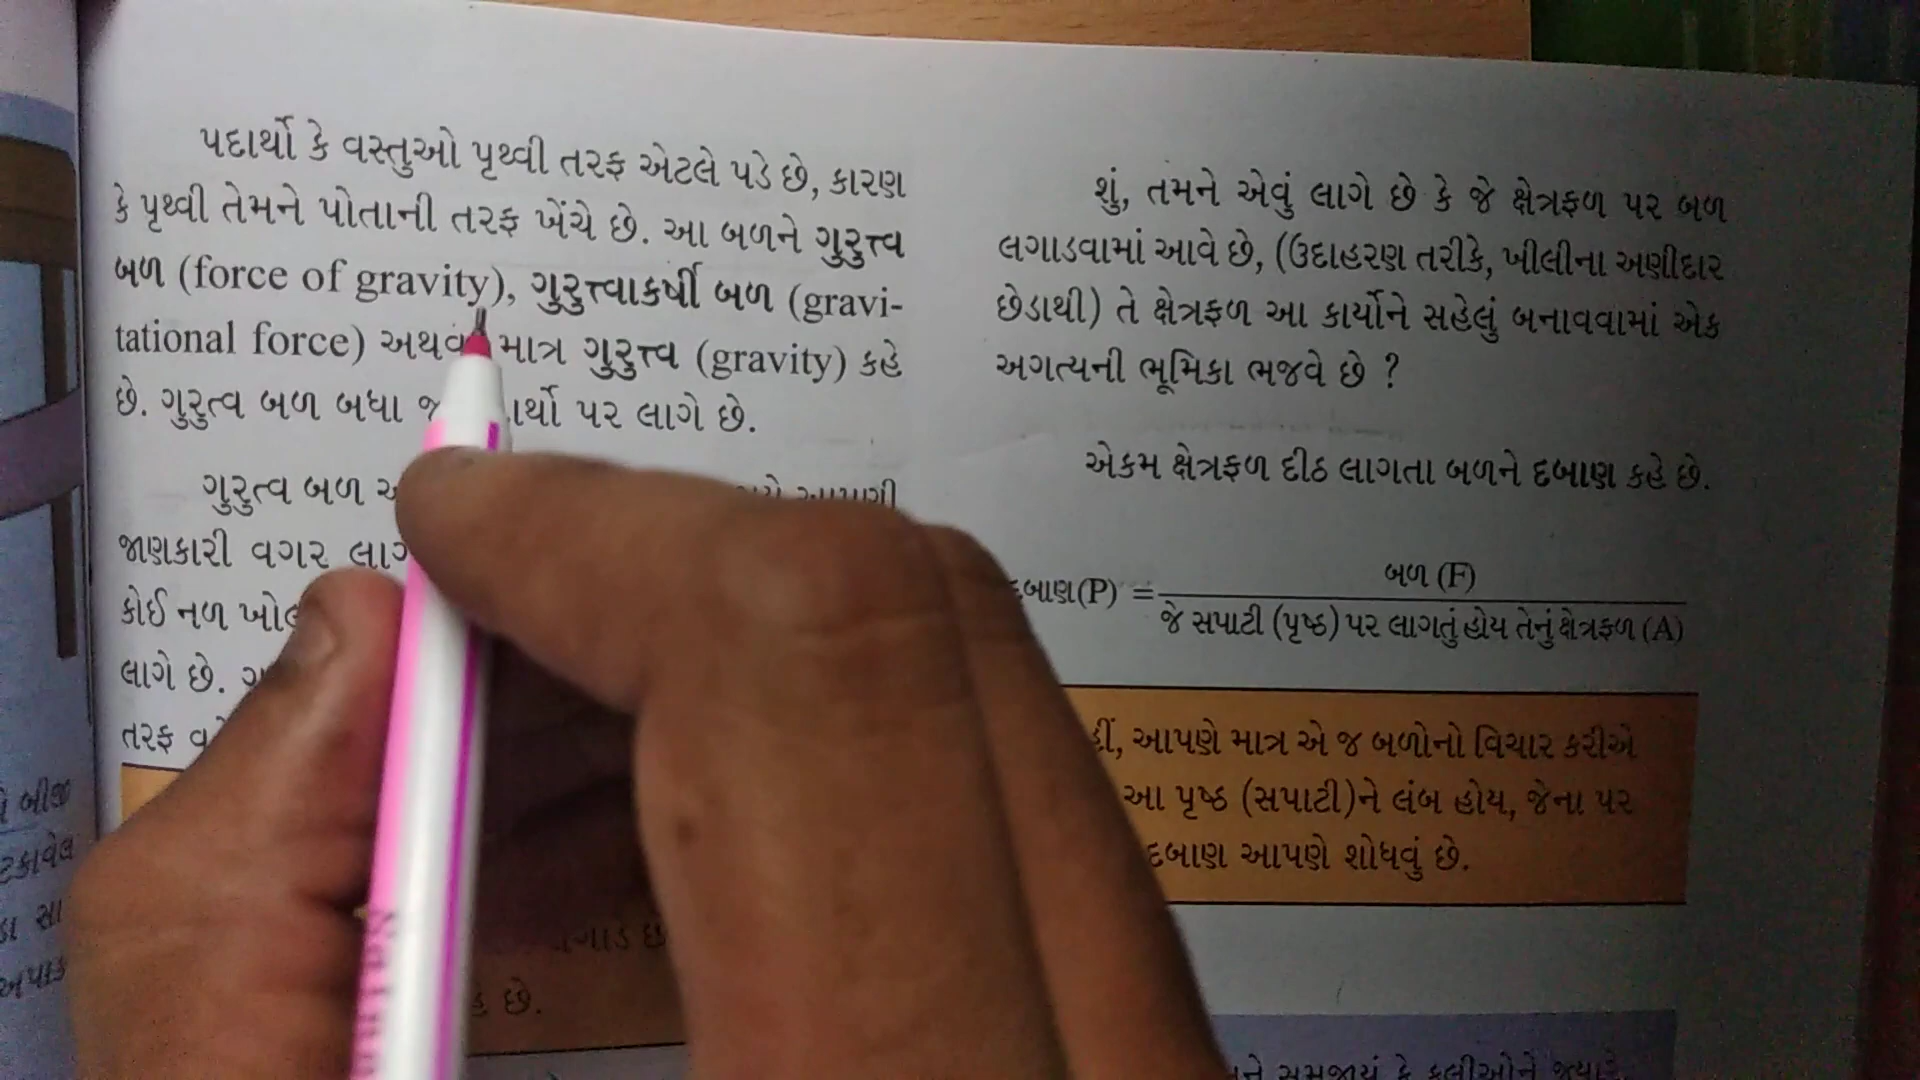 પદાર્થો કે વસ્તુઓ પૃથ્વી તરફ એટલે પડે છે, કારણ
કે પૃથ્વી તેમને પોતાની તરફ ખેંચે છે. આ બળને ગુરુત્ત્વ
બળ (force of gravity), ગુરુત્ત્વાકર્ષી બળ (gravi-
tational force) અથવા માત્ર ગુરુત્ત્વ (gravity) કહે
છે. ગુરુત્વ બળ બધા જ પર લાગે છે.
ગુરુત્વ બળ
જાણકારી વગર
કોઈ નળ
લાગે છે.
તરફ
છે.
શું, તમને એવું લાગે છે કે જે ક્ષેત્રફળ પર બળ
લગાડવામાં આવે છે, (ઉદાહરણ તરીકે, ખીલીના અણીદાર
છેડાથી) તે ક્ષેત્રફળ આ કાર્યોને સહેલું બનાવવામાં એક
અગત્યની ભૂમિકા ભજવે છે ?
એકમ ક્ષેત્રફળ દીઠ લાગતા બળને દબાણ કહે છે.
દબાણ(P) = બળ (F)
જે સપાટી (પૃષ્ઠ) પર લાગતું હોય તેનું ક્ષેત્રફળ (A)
આપણે માત્ર એ જ બળોનો વિચાર કરીએ
આ પૃષ્ઠ (સપાટી)ને લંબ હોય, જેના પર
દબાણ આપણે શોધવું છે.